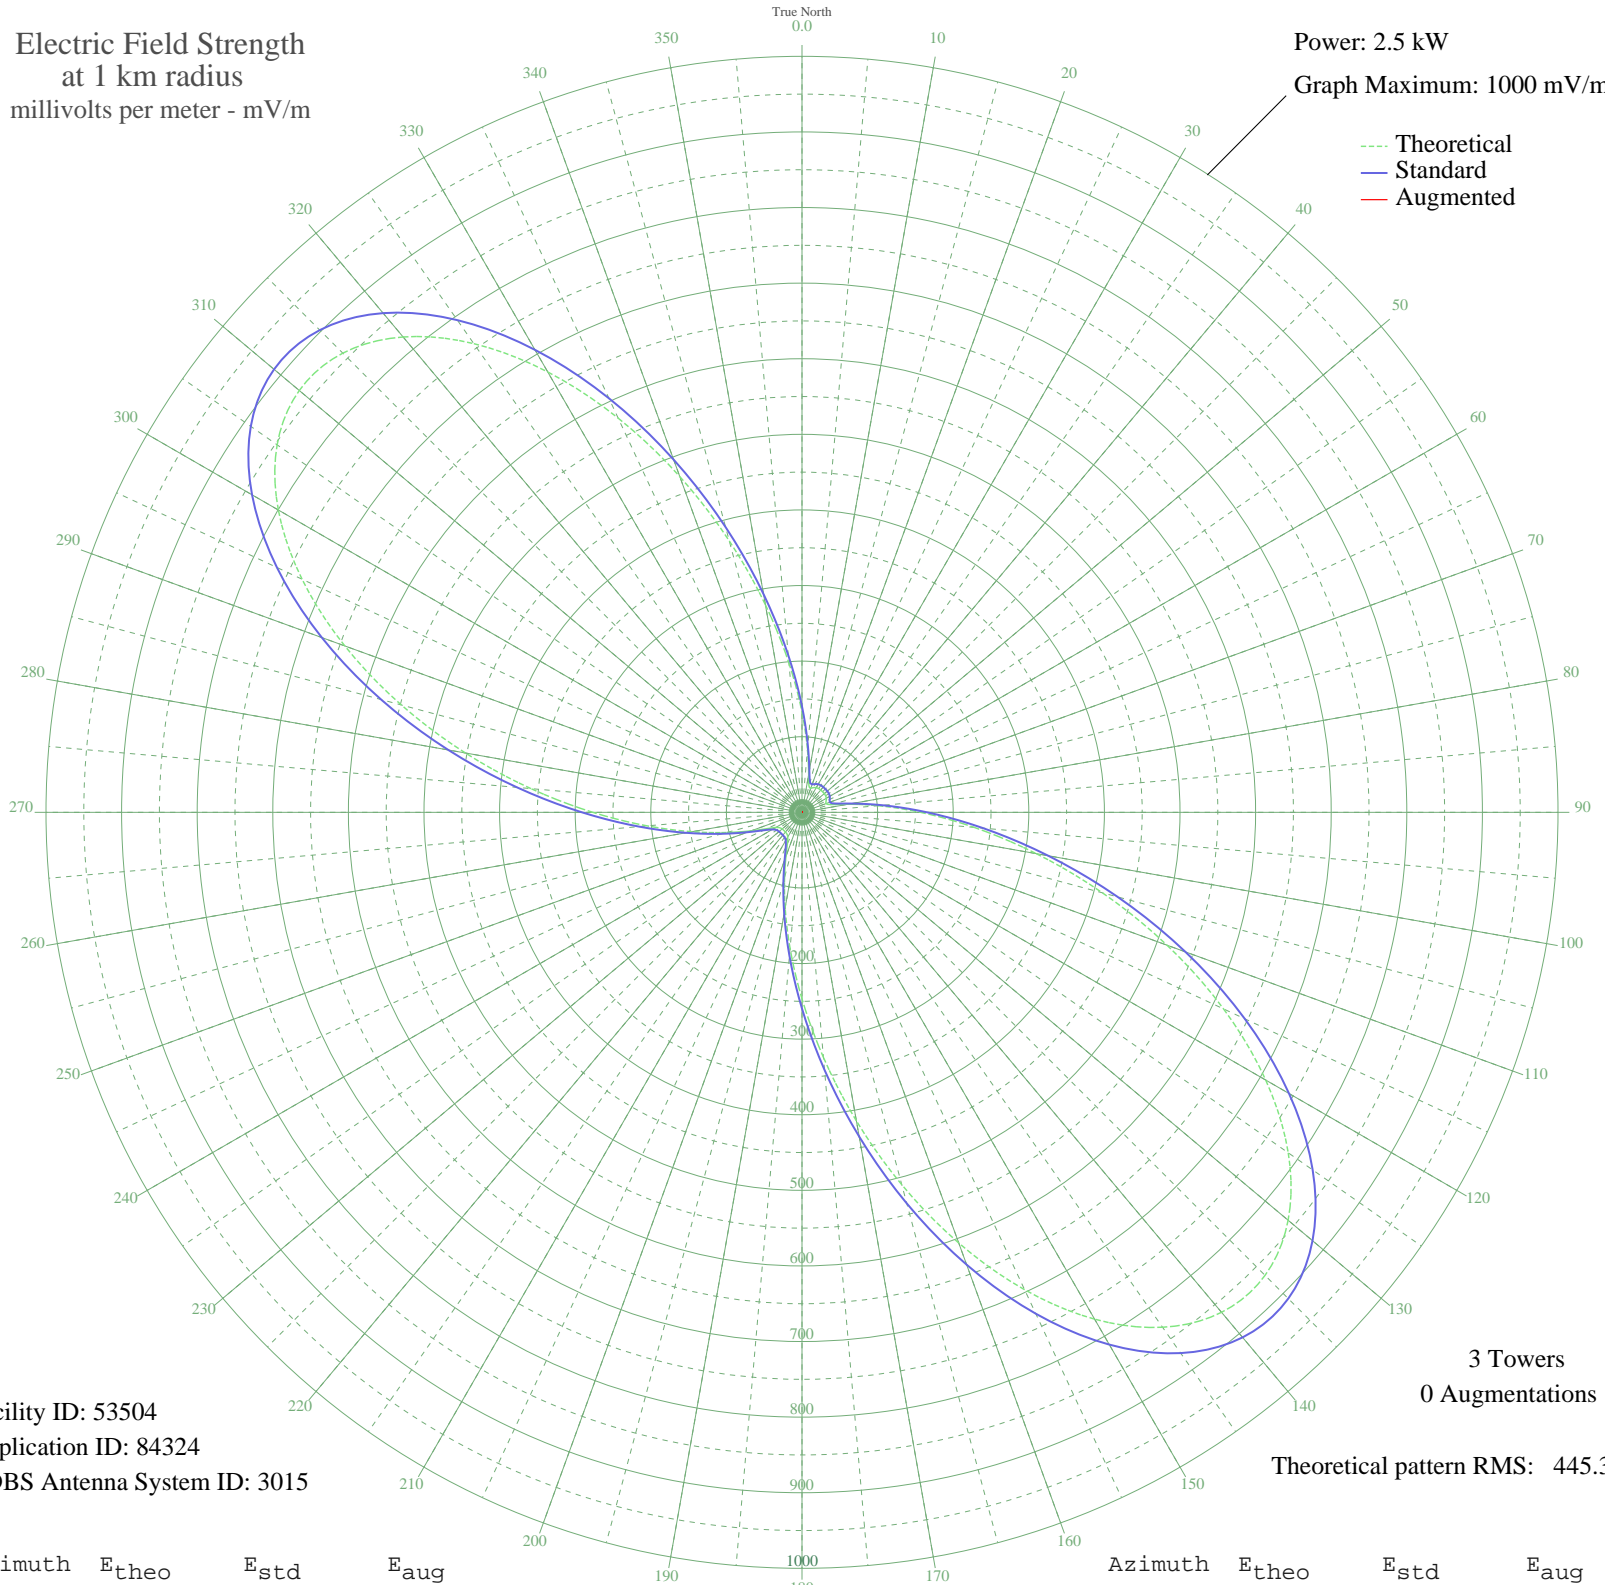 True North
Electric Field Strength
at 1 km radius
millivolts per meter - mV/m
Power: 2.5 kW
Graph Maximum: 1000 mV/m
Theoretical
Standard
Augmented
0.0
10
20
30
40
50
60
70
80
90
100
110
120
130
140
150
160
170
190
200
210
220
230
240
250
260
270
280
290
300
310
320
330
340
350
200
300
400
500
600
700
800
900
1000
3 Towers
0 Augmentations
Theoretical pattern RMS: 445.3
cility ID: 53504
plication ID: 84324
DBS Antenna System ID: 3015
imuth Etheo Estd Eaug
Azimuth Etheo Estd Eaug